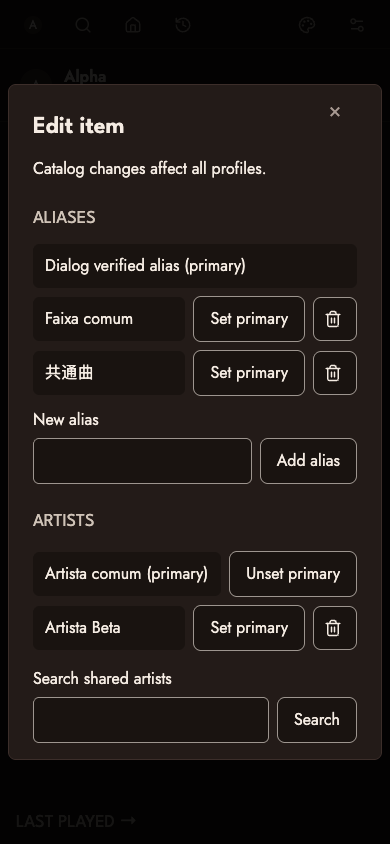 A
Alpha
Edit item
×
Catalog changes affect all profiles.
ALIASES
Dialog verified alias (primary)
Faixa comum
Set primary
共通曲
Set primary
New alias
Add alias
ARTISTS
Artista comum (primary)
Unset primary
Artista Beta
Set primary
Search shared artists
Search
LAST PLAYED →